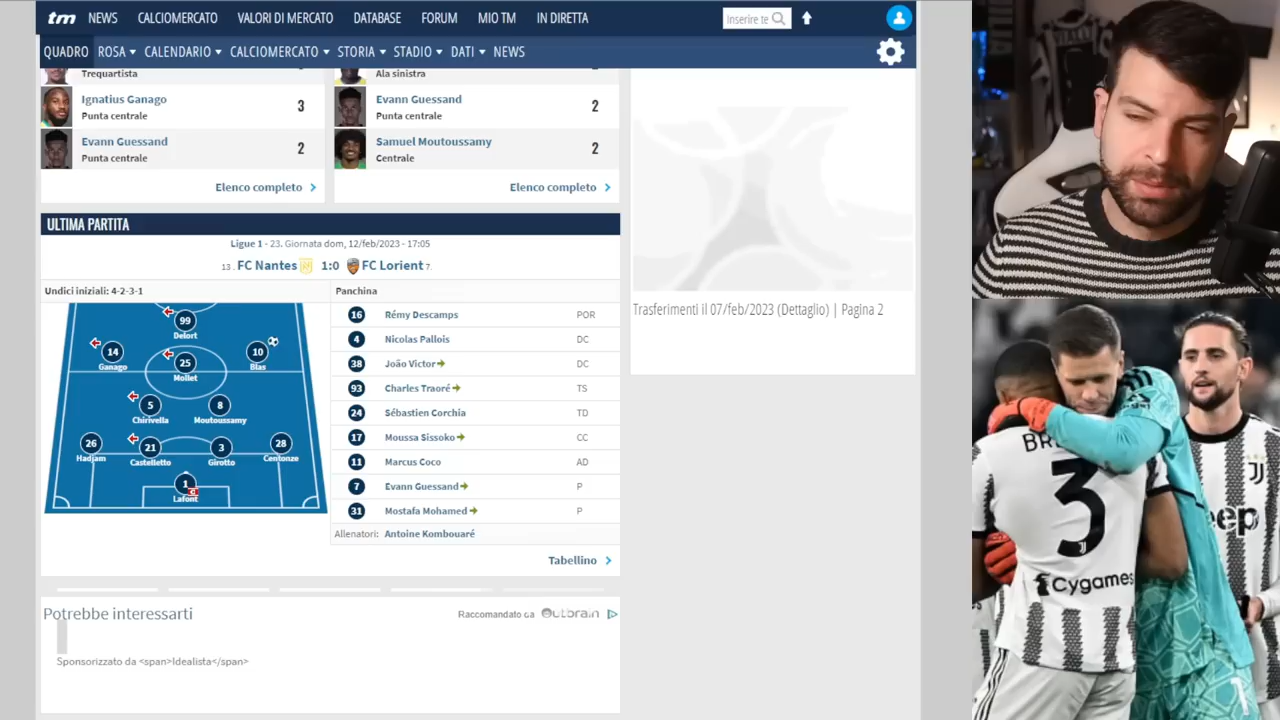 tm NEWS CALCIOMERCATO VALORI DI MERCATO DATABASE FORUM MIO TM IN DIRETTA Inserire te
QUADRO ROSA CALENDARIO CALCIOMERCATO STORIA STADIO DATI NEWS
Trequartista
Ala sinistra
Ignatius Ganago 3
Punta centrale
Evann Guessand 2
Punta centrale
Evann Guessand 2
Punta centrale
Samuel Moutoussamy 2
Centrale
Elenco completo
Elenco completo
ULTIMA PARTITA
Ligue 1 - 23. Giornata dom, 12/feb/2023 - 17:05
13. FC Nantes 1:0 FC Lorient 7.
Undici iniziali: 4-2-3-1
Panchina
99
Delort
14
Ganago
25
Mollet
10
Blas
5
Chirivella
8
Moutoussamy
26
Hadjam
21
Castelletto
3
Girotto
28
Centonze
1
Lafont
16 Rémy Descamps POR
4 Nicolas Pallois DC
38 João Victor DC
93 Charles Traoré TS
24 Sébastien Corchia TD
17 Moussa Sissoko CC
11 Marcus Coco AD
7 Evann Guessand P
31 Mostafa Mohamed P
Allenatori: Antoine Kombouaré
Tabellino
Potrebbe interessarti
Raccomandato da Outbrain
Sponsorizzato da <span>Idealista</span>
Trasferimenti il 07/feb/2023 (Dettaglio) | Pagina 2
BR
3
Cygames
eep